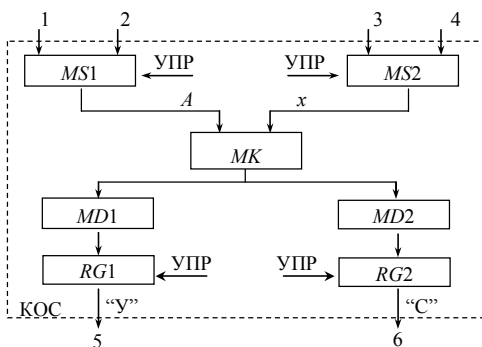 1 2 3 4
MS1 УПР УПР MS2
A x
MK
MD1 MD2
RG1 УПР УПР RG2
КОС “У” “С”
5 6